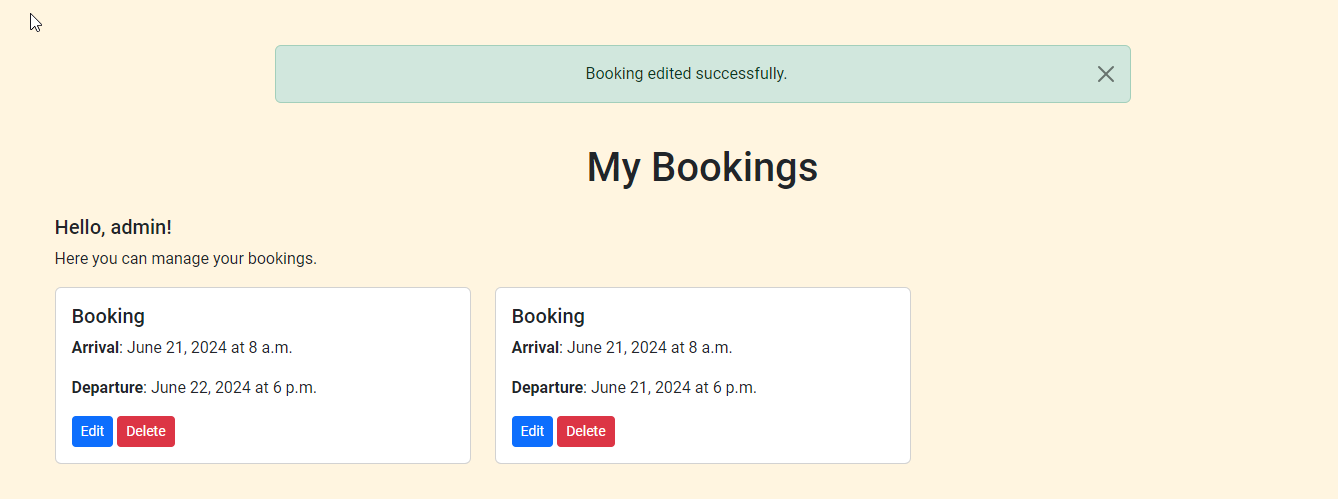 Booking edited successfully.
My Bookings
Hello, admin!
Here you can manage your bookings.
Booking
Arrival: June 21, 2024 at 8 a.m.
Departure: June 22, 2024 at 6 p.m.
Edit Delete
Booking
Arrival: June 21, 2024 at 8 a.m.
Departure: June 21, 2024 at 6 p.m.
Edit Delete